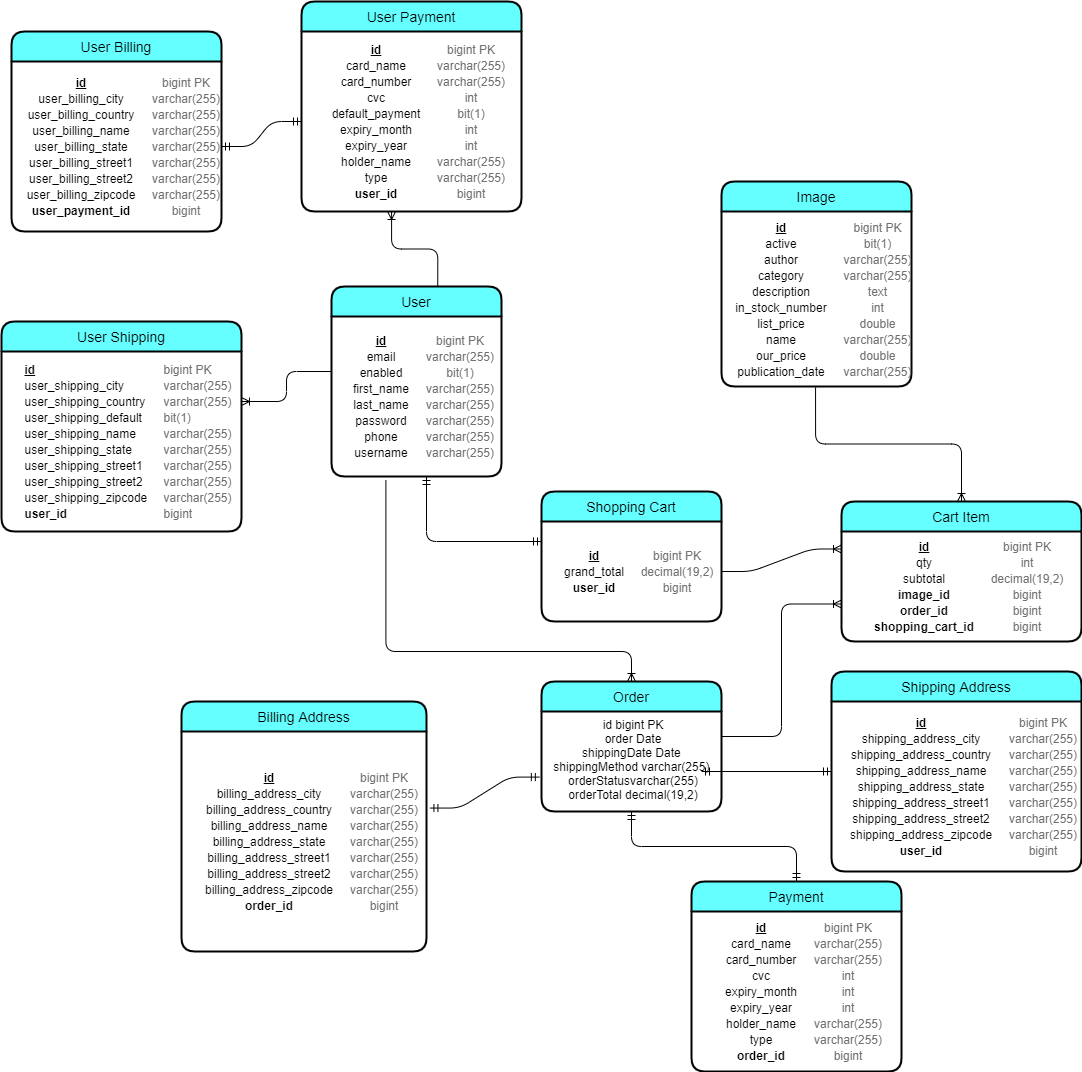 User Payment
id bigint PK
card_name varchar(255)
card_number varchar(255)
cvc int
default_payment bit(1)
expiry_month int
expiry_year int
holder_name varchar(255)
type varchar(255)
user_id bigint
User Billing
id bigint PK
user_billing_city varchar(255)
user_billing_country varchar(255)
user_billing_name varchar(255)
user_billing_state varchar(255)
user_billing_street1 varchar(255)
user_billing_street2 varchar(255)
user_billing_zipcode varchar(255)
user_payment_id bigint
Image
id bigint PK
active bit(1)
author varchar(255)
category varchar(255)
description text
in_stock_number int
list_price double
name varchar(255)
our_price double
publication_date varchar(255)
User
id bigint PK
email varchar(255)
enabled bit(1)
first_name varchar(255)
last_name varchar(255)
password varchar(255)
phone varchar(255)
username varchar(255)
User Shipping
id bigint PK
user_shipping_city varchar(255)
user_shipping_country varchar(255)
user_shipping_default bit(1)
user_shipping_name varchar(255)
user_shipping_state varchar(255)
user_shipping_street1 varchar(255)
user_shipping_street2 varchar(255)
user_shipping_zipcode varchar(255)
user_id bigint
Shopping Cart
id bigint PK
grand_total decimal(19,2)
user_id bigint
Cart Item
id bigint PK
qty int
subtotal decimal(19,2)
image_id bigint
order_id bigint
shopping_cart_id bigint
Order
id bigint PK
order Date
shippingDate Date
shippingMethod varchar(255)
orderStatusvarchar(255)
orderTotal decimal(19,2)
Shipping Address
id bigint PK
shipping_address_city varchar(255)
shipping_address_country varchar(255)
shipping_address_name varchar(255)
shipping_address_state varchar(255)
shipping_address_street1 varchar(255)
shipping_address_street2 varchar(255)
shipping_address_zipcode varchar(255)
user_id bigint
Billing Address
id bigint PK
billing_address_city varchar(255)
billing_address_country varchar(255)
billing_address_name varchar(255)
billing_address_state varchar(255)
billing_address_street1 varchar(255)
billing_address_street2 varchar(255)
billing_address_zipcode varchar(255)
order_id bigint
Payment
id bigint PK
card_name varchar(255)
card_number varchar(255)
cvc int
expiry_month int
expiry_year int
holder_name varchar(255)
type varchar(255)
order_id bigint